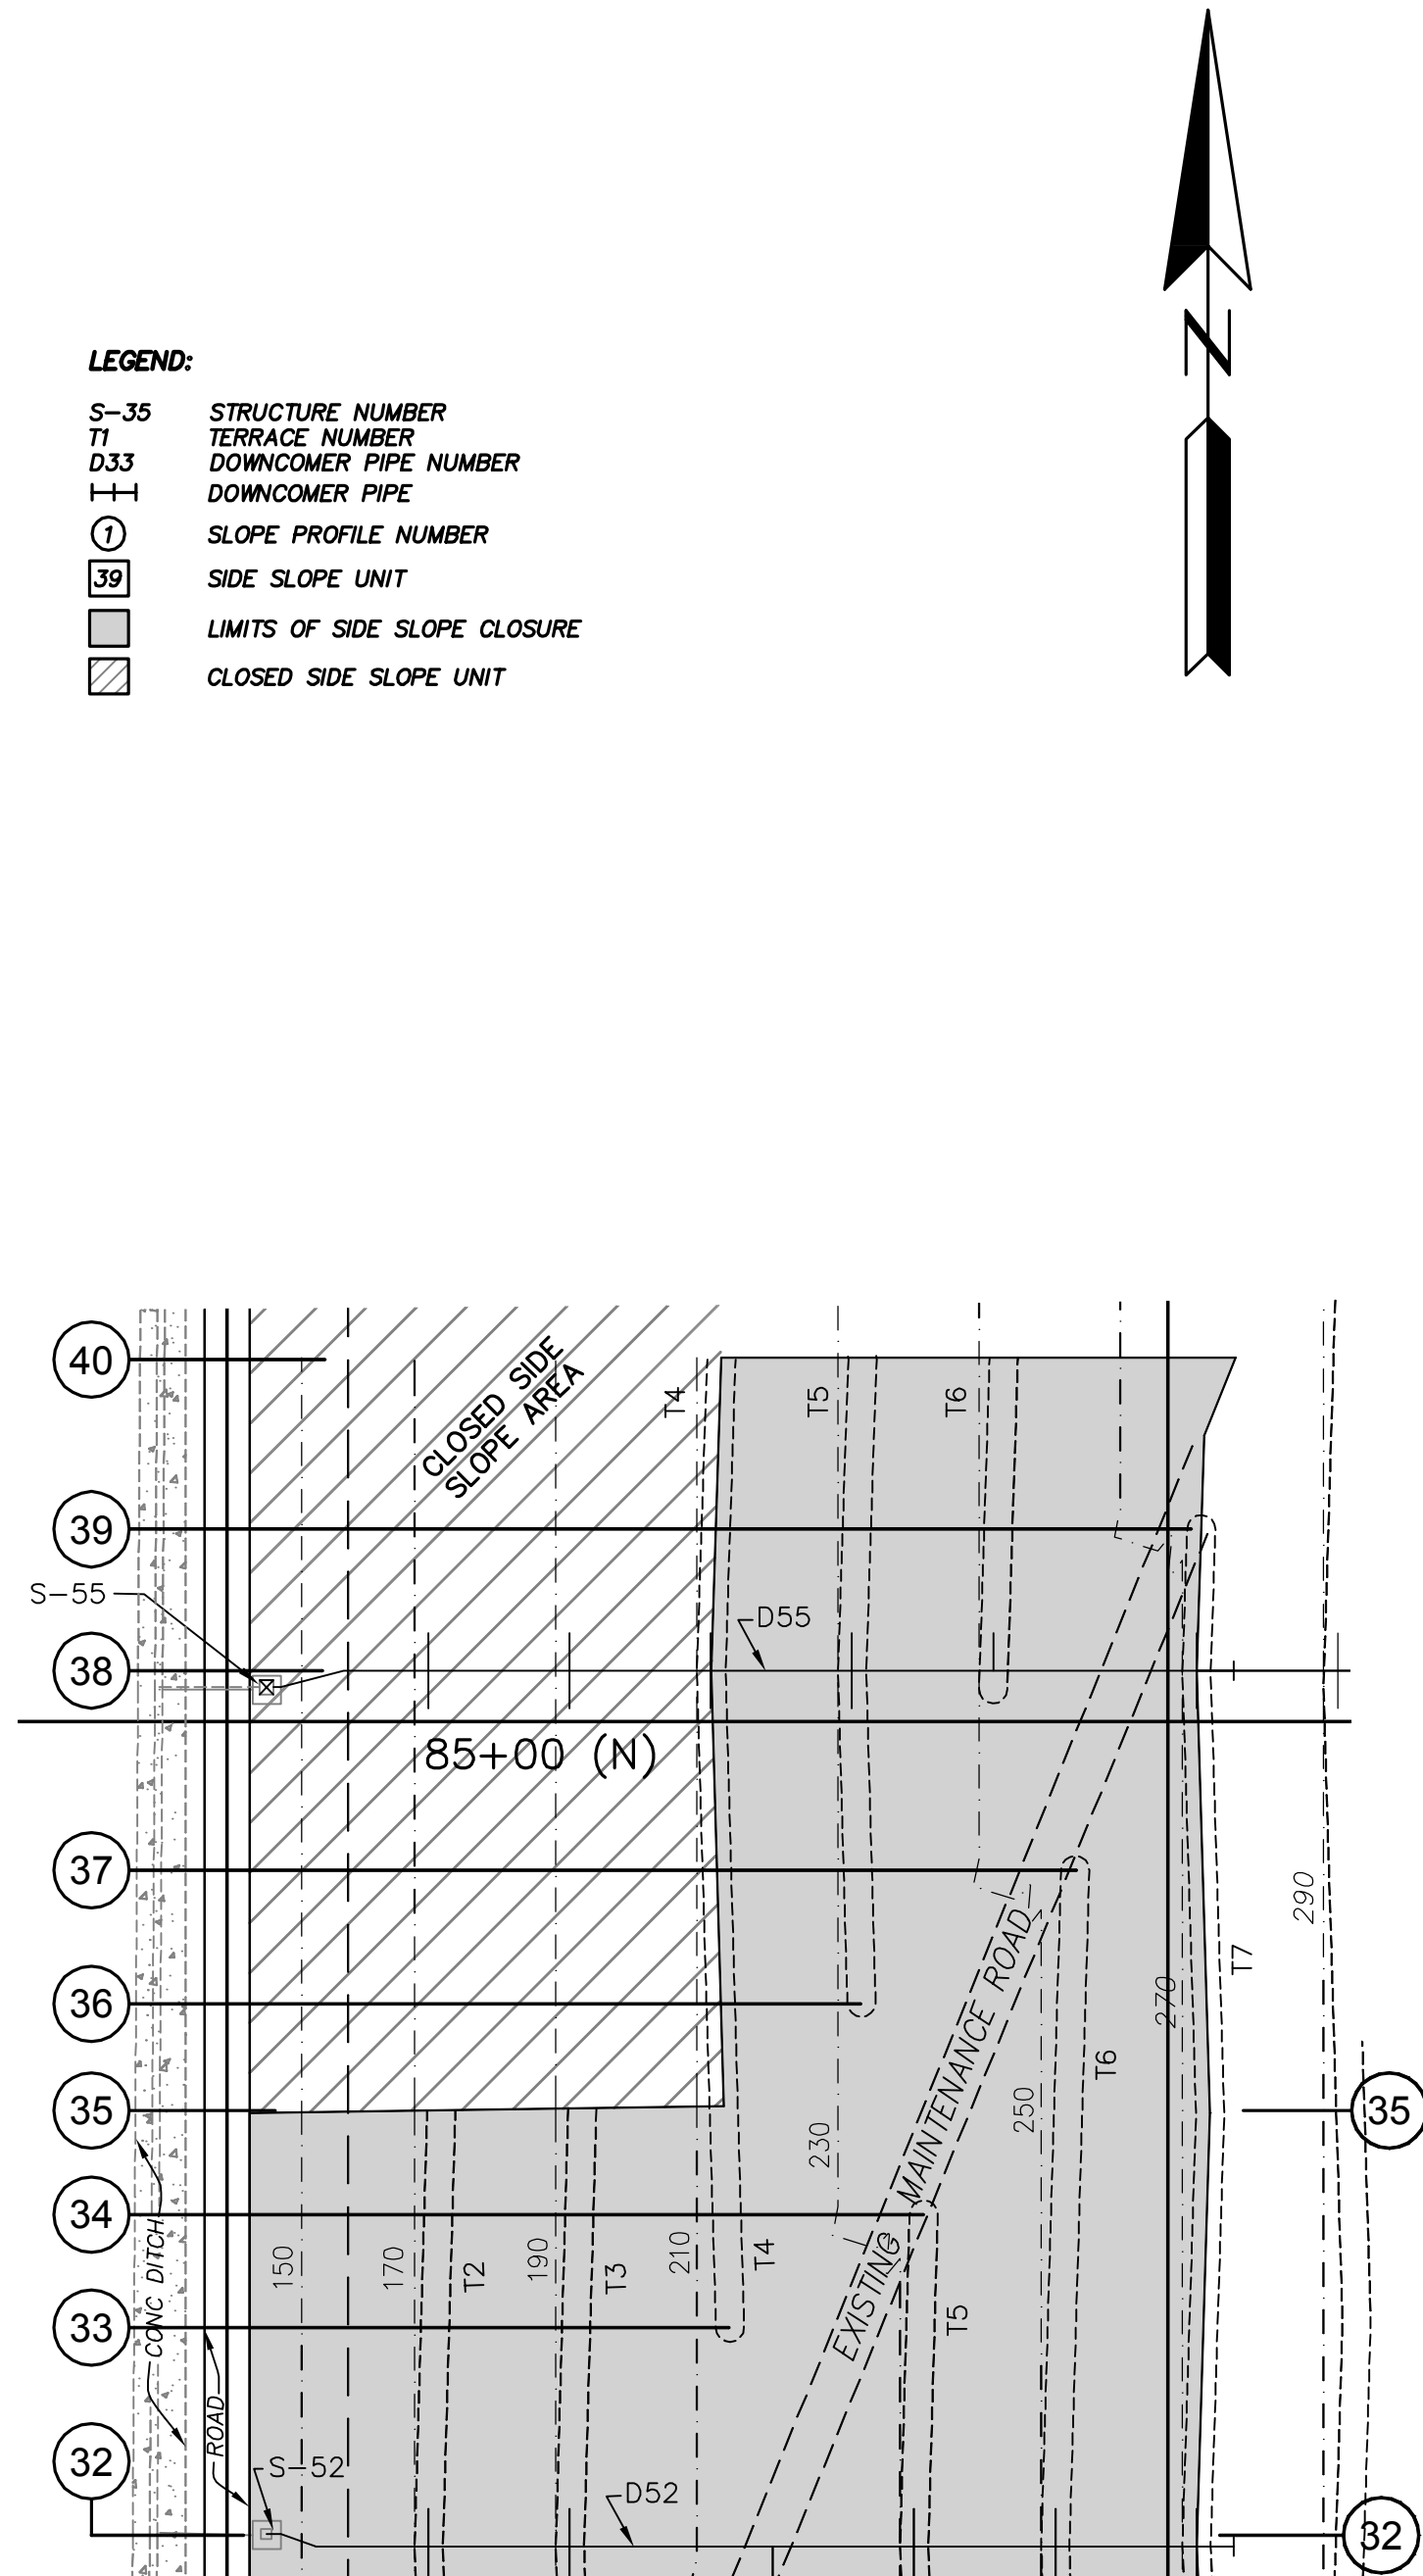 N
LEGEND:
S-35 STRUCTURE NUMBER
T1 TERRACE NUMBER
D33 DOWNCOMER PIPE NUMBER
DOWNCOMER PIPE
1 SLOPE PROFILE NUMBER
39 SIDE SLOPE UNIT
LIMITS OF SIDE SLOPE CLOSURE
CLOSED SIDE SLOPE UNIT
40
CLOSED SIDE
SLOPE AREA
T4
T5
T6
39
S-55
D55
38
85+00 (N)
37
290
T7
270
36
T6
35
250
35
230
EXISTING MAINTENANCE ROAD
34
CONC DITCH
150
170
T2
190
T3
210
T4
T5
33
ROAD
32
S-52
D52
32